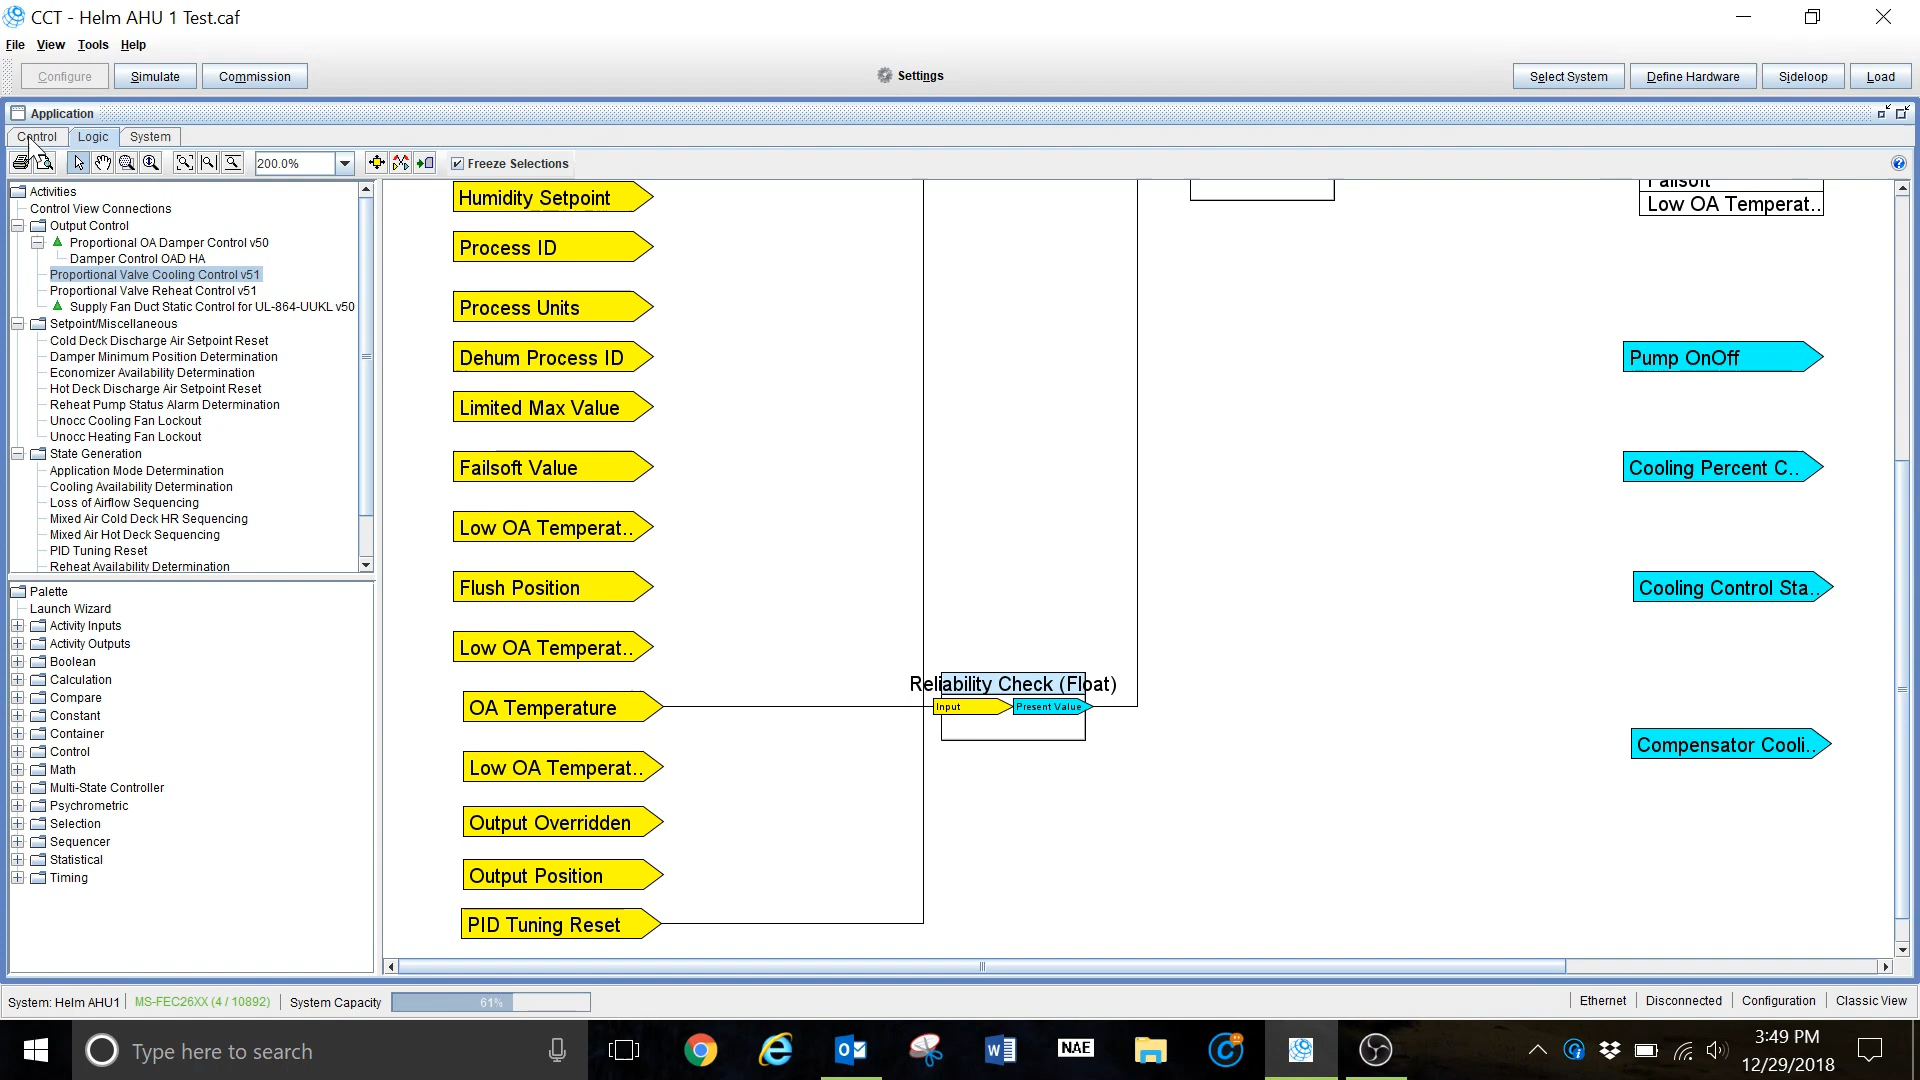 CCT - Helm AHU 1 Test.caf
File View Tools Help
Configure Simulate Commission Settings Select System Define Hardware Sideloop Load
Application
Control Logic System
200.0% Freeze Selections
Activities
Control View Connections
Output Control
Proportional OA Damper Control v50
Damper Control OAD HA
Proportional Valve Cooling Control v51
Proportional Valve Reheat Control v51
Supply Fan Duct Static Control for UL-864-UUKL v50
Setpoint/Miscellaneous
Cold Deck Discharge Air Setpoint Reset
Damper Minimum Position Determination
Economizer Availability Determination
Hot Deck Discharge Air Setpoint Reset
Reheat Pump Status Alarm Determination
Unocc Cooling Fan Lockout
Unocc Heating Fan Lockout
State Generation
Application Mode Determination
Cooling Availability Determination
Loss of Airflow Sequencing
Mixed Air Cold Deck HR Sequencing
Mixed Air Hot Deck Sequencing
PID Tuning Reset
Reheat Availability Determination
Palette
Launch Wizard
Activity Inputs
Activity Outputs
Boolean
Calculation
Compare
Constant
Container
Control
Math
Multi-State Controller
Psychrometric
Selection
Sequencer
Statistical
Timing
Humidity Setpoint
Process ID
Process Units
Dehum Process ID
Limited Max Value
Failsoft Value
Low OA Temperat..
Flush Position
Low OA Temperat..
OA Temperature
Low OA Temperat..
Output Overridden
Output Position
PID Tuning Reset
Reliability Check (Float)
Input Present Value
Failsoft
Low OA Temperat..
Pump OnOff
Cooling Percent C..
Cooling Control Sta..
Compensator Cooli..
System: Helm AHU1 MS-FEC26XX (4 / 10892) System Capacity 61% Ethernet Disconnected Configuration Classic View
Type here to search
NAE
3:49 PM
12/29/2018